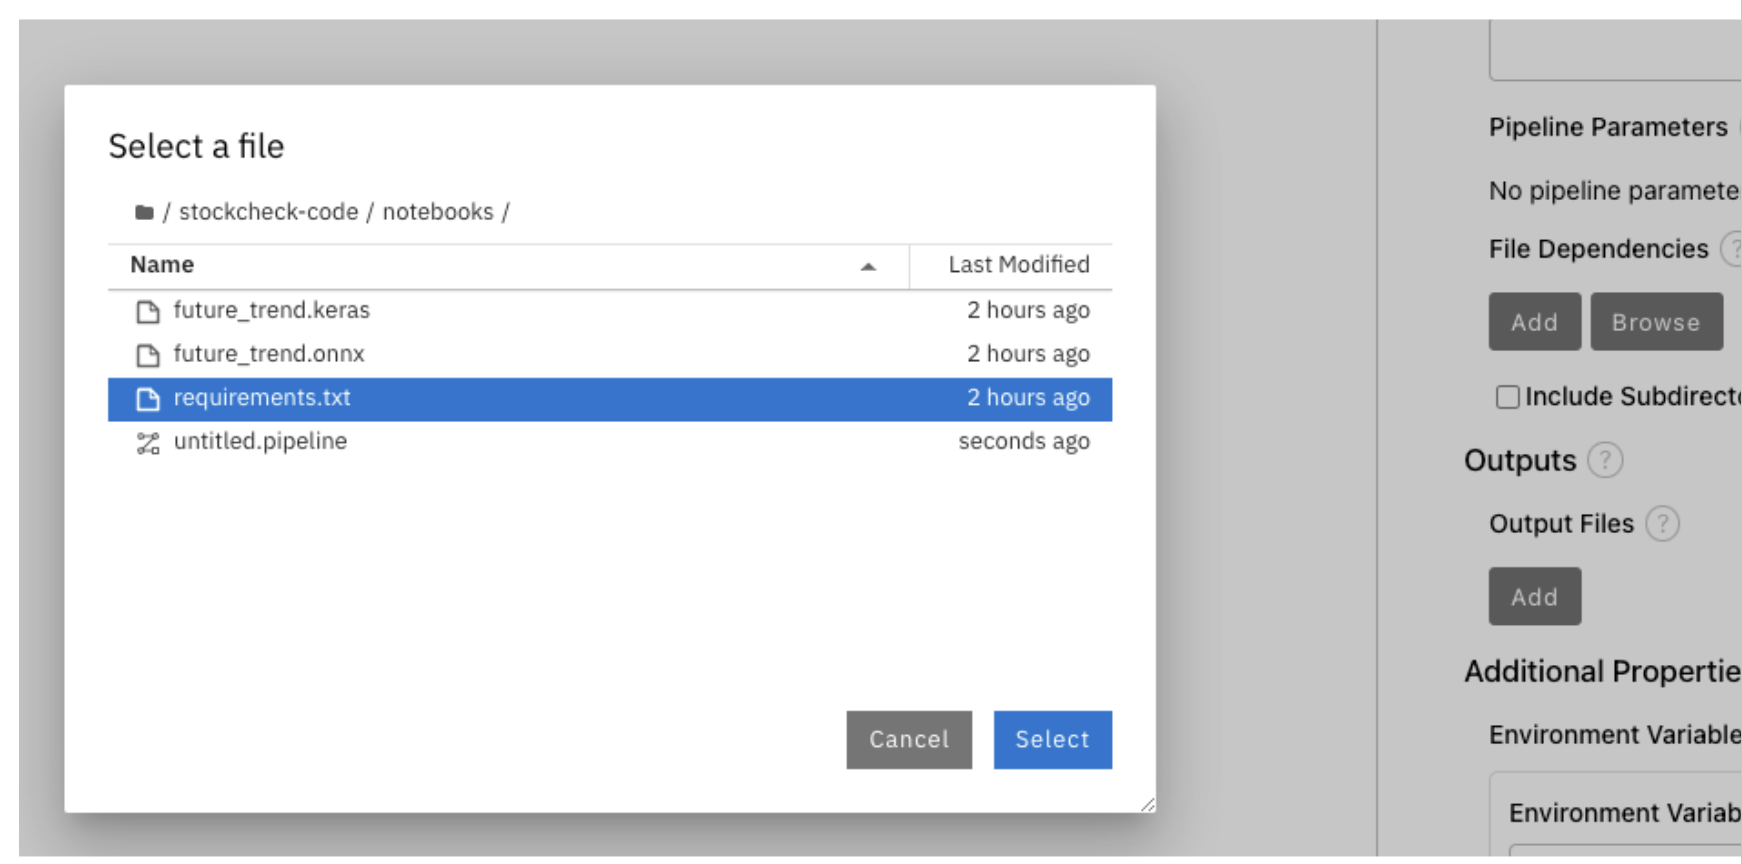 Select a file
/ stockcheck-code / notebooks /
Name Last Modified
future_trend.keras 2 hours ago
future_trend.onnx 2 hours ago
requirements.txt 2 hours ago
untitled.pipeline seconds ago
Cancel Select
Pipeline Parameters
No pipeline paramete
File Dependencies ?
Add Browse
Include Subdirect
Outputs ?
Output Files ?
Add
Additional Propertie
Environment Variable
Environment Variab